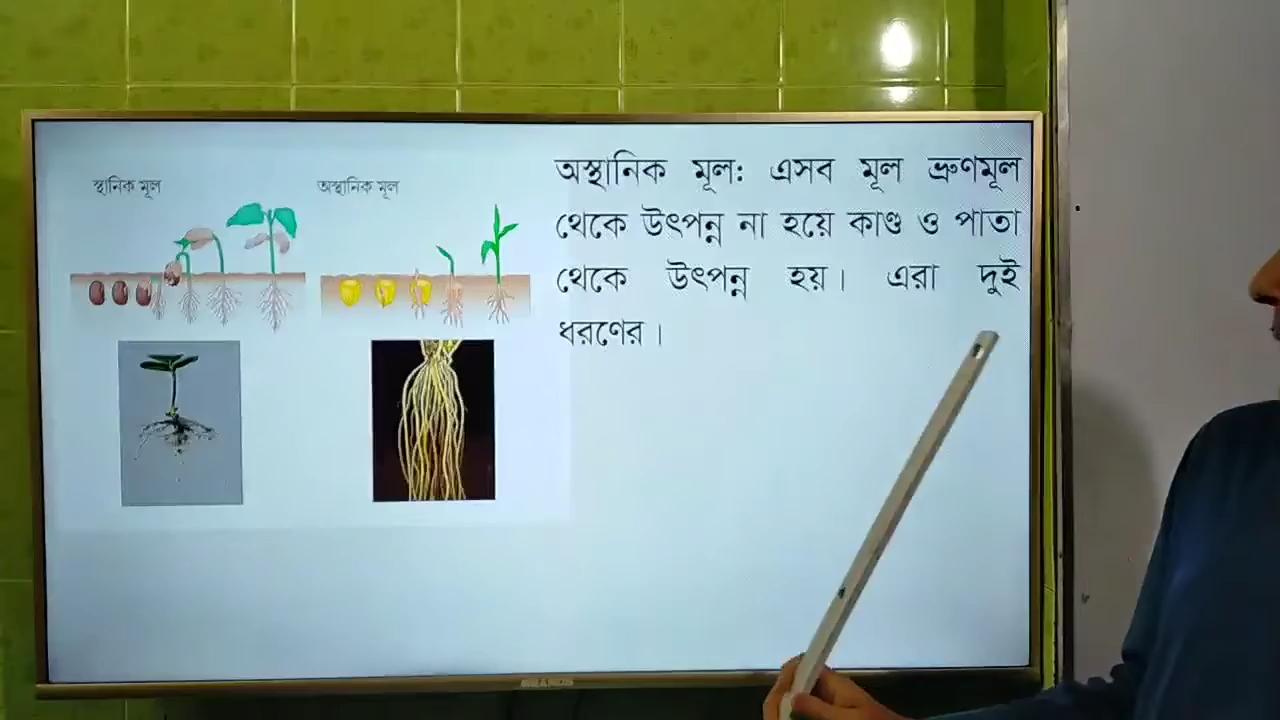 স্থানিক মূল
অস্থানিক মূল
অস্থানিক মূল: এসব মূল ভ্রুণমূল
থেকে উৎপন্ন না হয়ে কাণ্ড ও পাতা
থেকে উৎপন্ন হয়। এরা দুই
ধরণের।